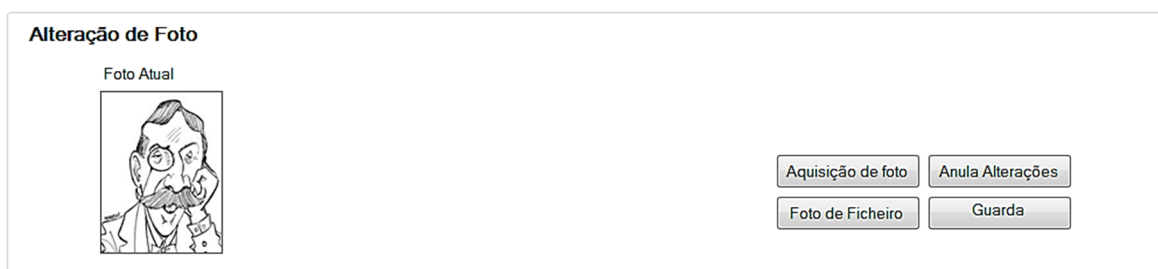 Alteração de Foto
Foto Atual
Aquisição de foto
Anula Alterações
Foto de Ficheiro
Guarda